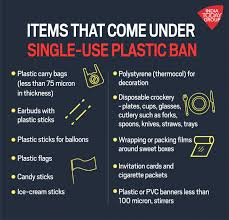 INDIA
TODAY
GROUP
ITEMS THAT COME UNDER
SINGLE-USE PLASTIC BAN
• Plastic carry bags
(less than 75 micron
in thickness)
• Earbuds with
plastic sticks
• Plastic sticks for balloons
• Plastic flags
• Candy sticks
• Ice-cream sticks
• Polystyrene (thermocol) for
decoration
• Disposable crockery
- plates, cups, glasses,
cutlery such as forks,
spoons, knives, straws, trays
• Wrapping or packing films
around sweet boxes
• Invitation cards and
cigarette packets
• Plastic or PVC banners less than
100 micron, stirrers